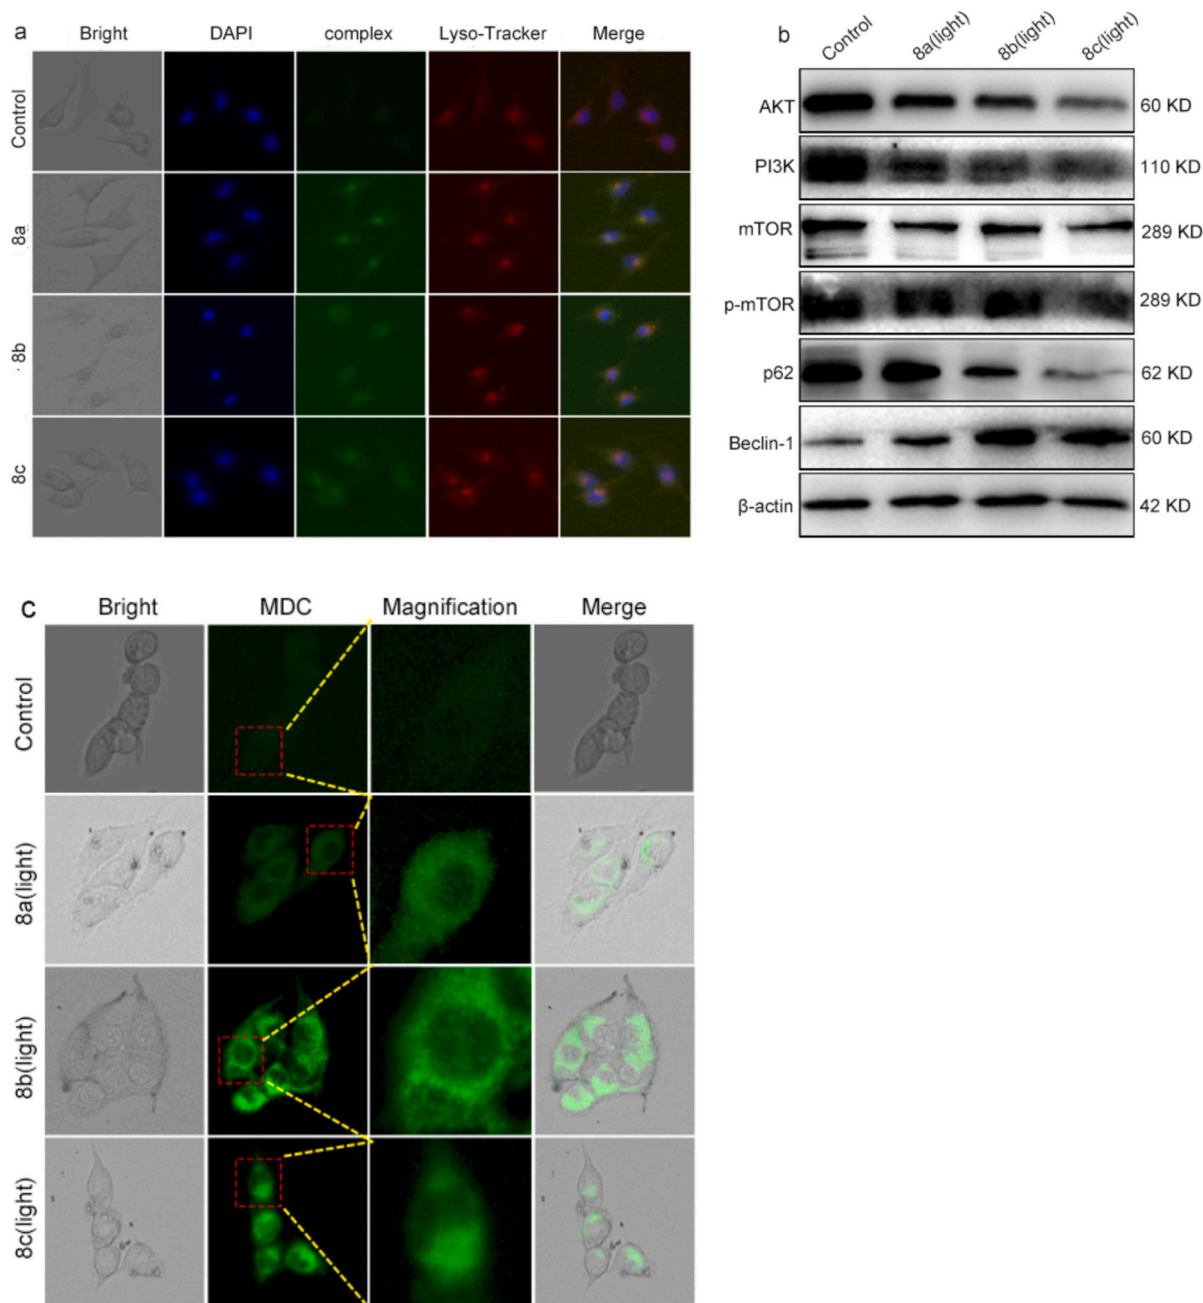 a
Bright DAPI complex Lyso-Tracker Merge
Control
8a
8b
8c
b
Control 8a(light) 8b(light) 8c(light)
AKT 60 KD
PI3K 110 KD
mTOR 289 KD
p-mTOR 289 KD
p62 62 KD
Beclin-1 60 KD
β-actin 42 KD
c
Bright MDC Magnification Merge
Control
8a(light)
8b(light)
8c(light)